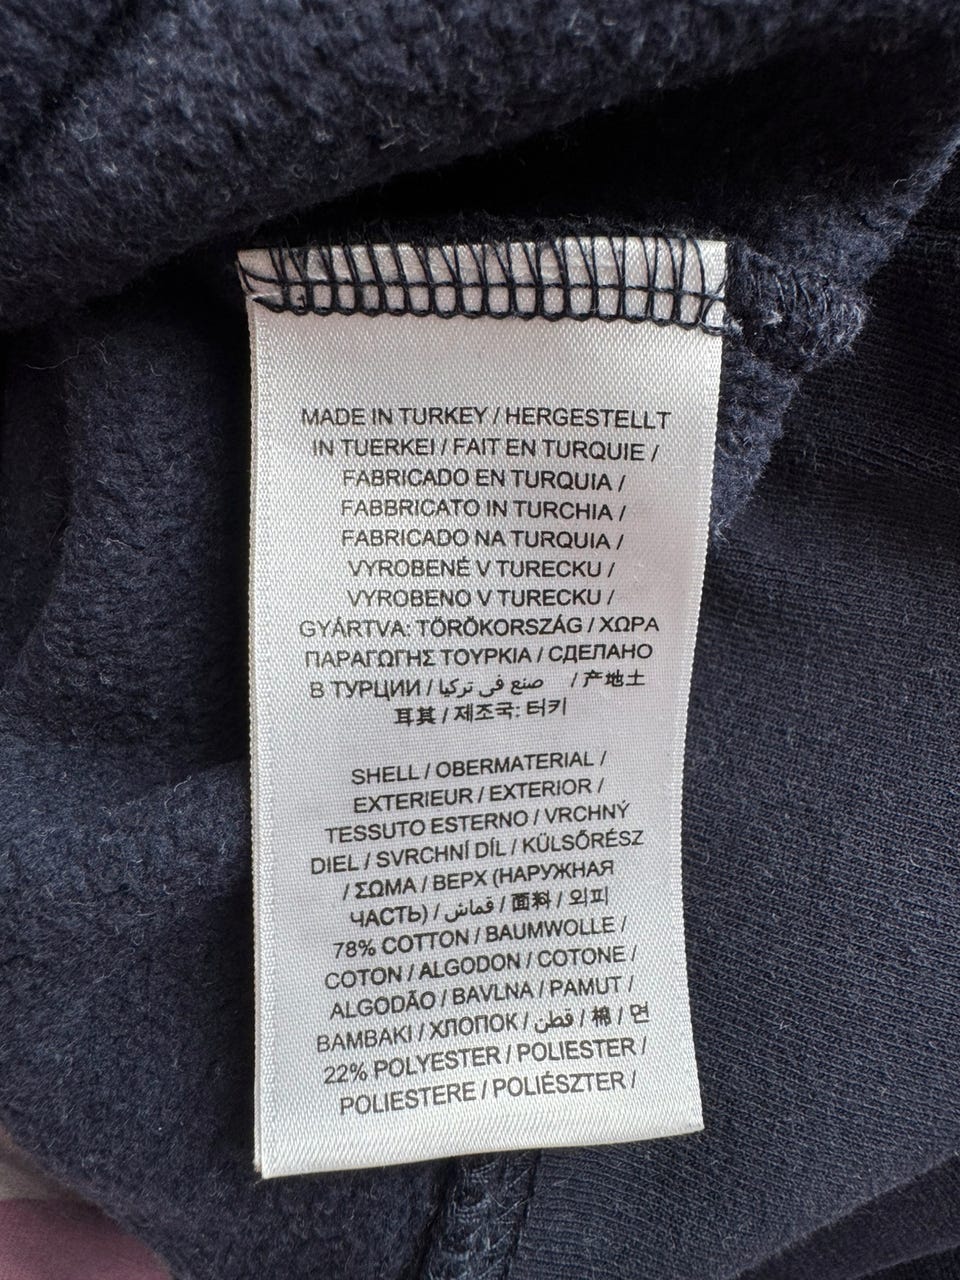 MADE IN TURKEY / HERGESTELLT
IN TUERKEI / FAIT EN TURQUIE /
FABRICADO EN TURQUIA /
FABBRICATO IN TURCHIA /
FABRICADO NA TURQUIA /
VYROBENÉ V TURECKU /
VYROBENO V TURECKU /
GYÁRTVA: TÖRÖKORSZÁG / ΧΩΡΑ
ΠΑΡΑΓΩΓΗΣ ΤΟΥΡΚΙΑ / СДЕЛАНО
В ТУРЦИИ / صنع في تركيا / 产地土
耳其 / 제조국: 터키
SHELL / OBERMATERIAL /
EXTERIEUR / EXTERIOR /
TESSUTO ESTERNO / VRCHNÝ
DIEL / SVRCHNÍ DÍL / KÜLSŐRÉSZ
/ ΣΩΜΑ / ВЕРХ (НАРУЖНАЯ
ЧАСТЬ) / قماش / 面料 / 외피
78% COTTON / BAUMWOLLE /
COTON / ALGODON / COTONE /
ALGODÃO / BAVLNA / PAMUT /
ΒΑΜΒΑΚΙ / ХЛОПОК / قطن / 棉 / 면
22% POLYESTER / POLIESTER /
POLIESTERE / POLIÉSZTER /